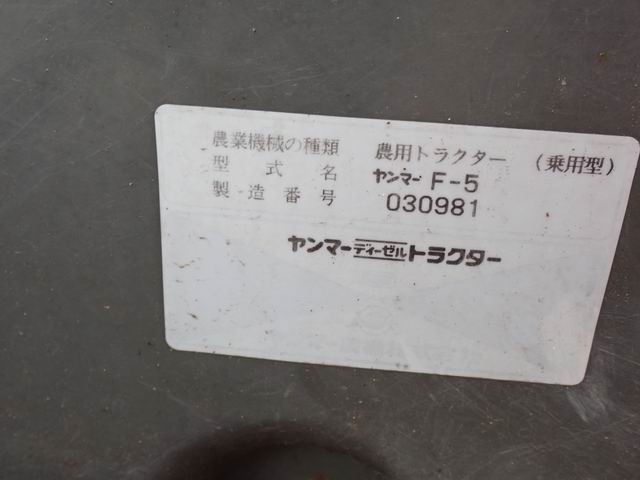 農業機械の種類 農用トラクター (乗用型)
型式名 ヤンマー F-5
製造番号 030981
ヤンマーディーゼルトラクター